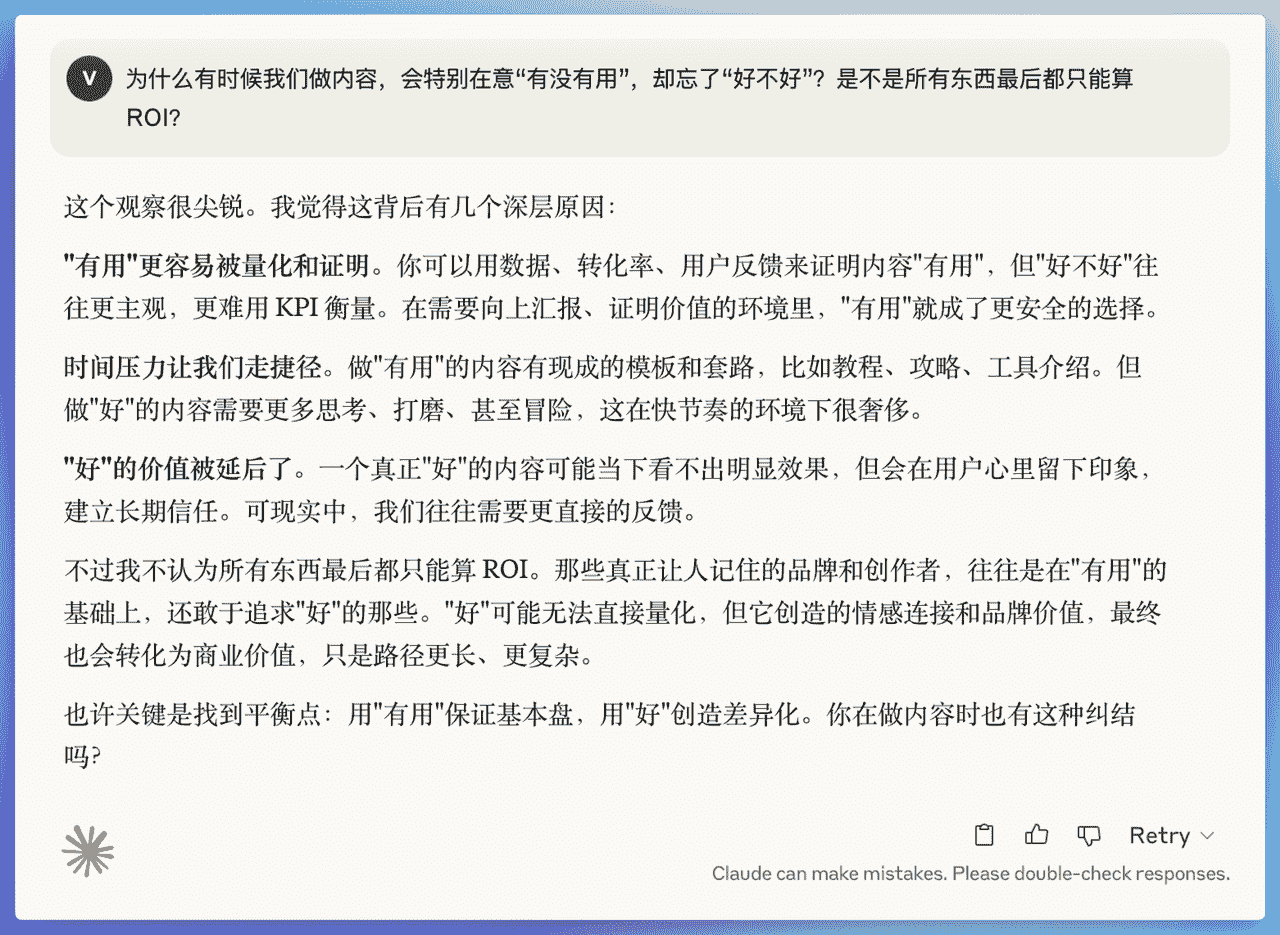 V
为什么有时候我们做内容，会特别在意“有没有用”，却忘了“好不好”？是不是所有东西最后都只能算
ROI?
这个观察很尖锐。我觉得这背后有几个深层原因：
"有用"更容易被量化和证明。你可以用数据、转化率、用户反馈来证明内容"有用"，但"好不好"往
往更主观，更难用 KPI 衡量。在需要向上汇报、证明价值的环境里，"有用"就成了更安全的选择。
时间压力让我们走捷径。做"有用"的内容有现成的模板和套路，比如教程、攻略、工具介绍。但
做"好"的内容需要更多思考、打磨、甚至冒险，这在快节奏的环境下很奢侈。
"好"的价值被延后了。一个真正"好"的内容可能当下看不出明显效果，但会在用户心里留下印象，
建立长期信任。可现实中，我们往往需要更直接的反馈。
不过我不认为所有东西最后都只能算 ROI。那些真正让人记住的品牌和创作者，往往是在"有用"的
基础上，还敢于追求"好"的那些。"好"可能无法直接量化，但它创造的情感连接和品牌价值，最终
也会转化为商业价值，只是路径更长、更复杂。
也许关键是找到平衡点：用"有用"保证基本盘，用"好"创造差异化。你在做内容时也有这种纠结
吗？
Retry
Claude can make mistakes. Please double-check responses.